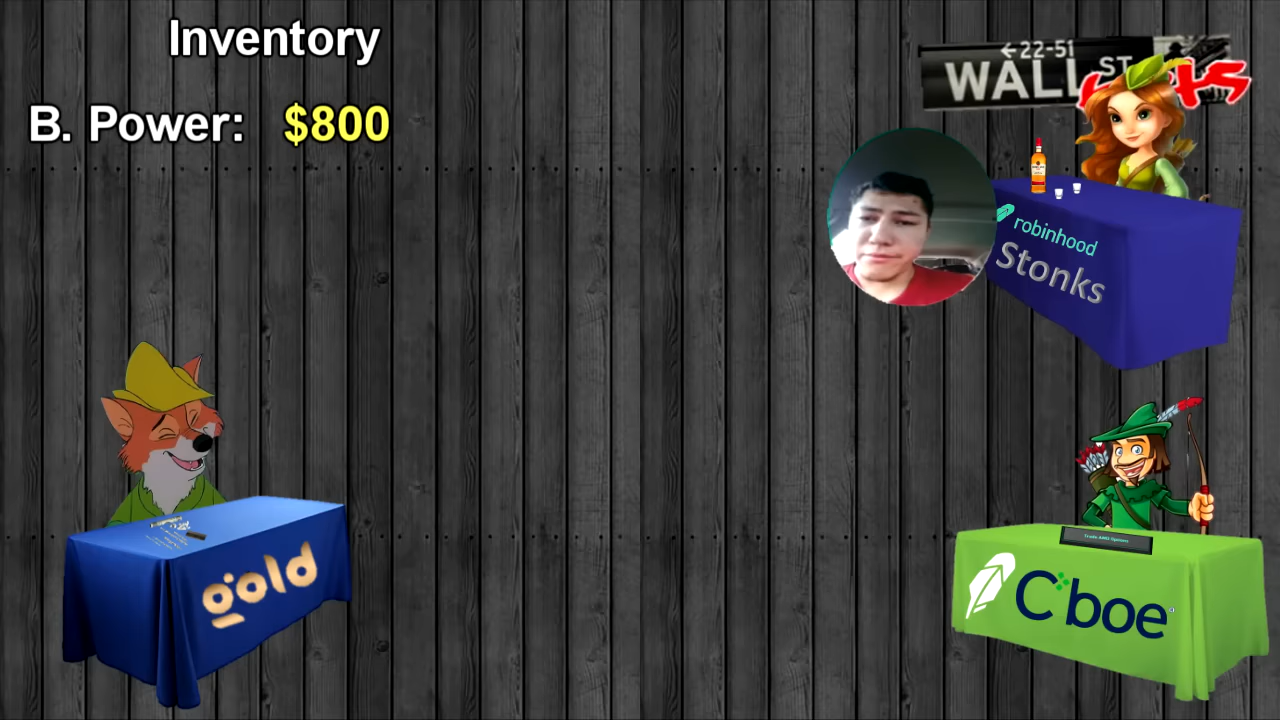 Inventory
B. Power: $800
←22-51
WALL ST
robinhood
Stonks
gold
Cboe